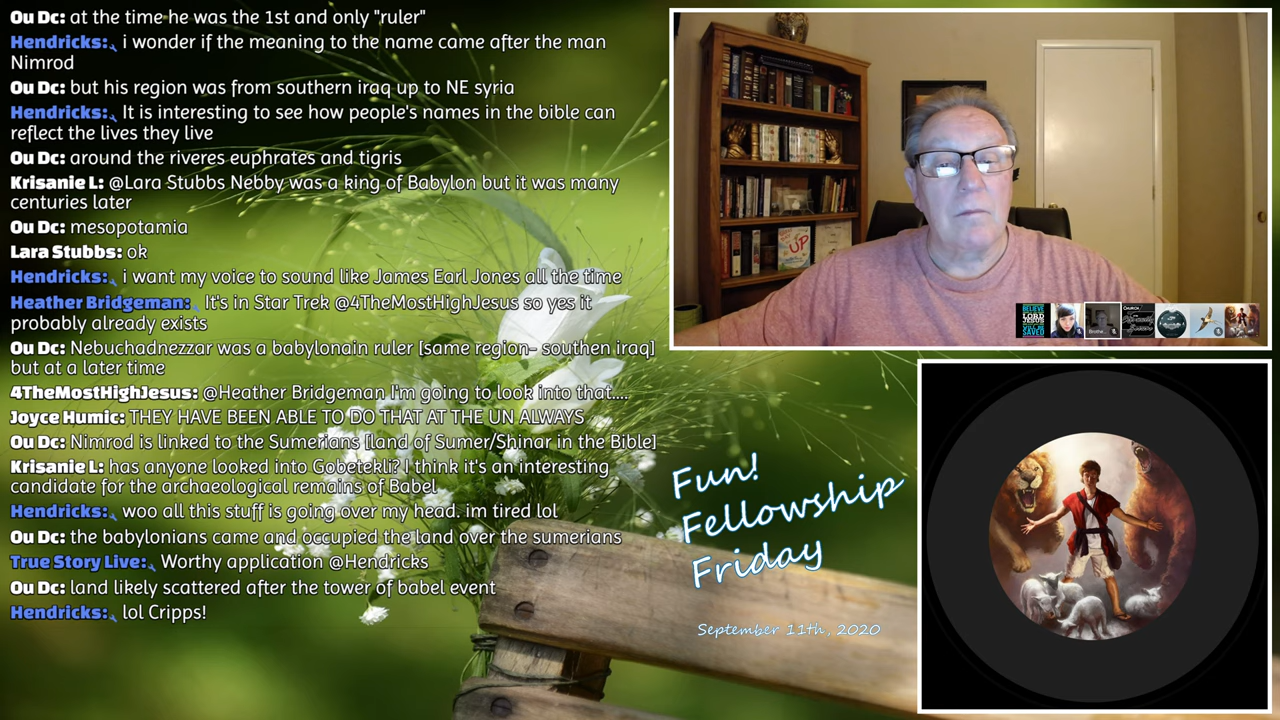 Ou Dc: at the time he was the 1st and only "ruler"
Hendricks: i wonder if the meaning to the name came after the man
Nimrod
Ou Dc: but his region was from southern iraq up to NE syria
Hendricks: It is interesting to see how people's names in the bible can
reflect the lives they live
Ou Dc: around the riveres euphrates and tigris
Krisanie L: @Lara Stubbs Nebby was a king of Babylon but it was many
centuries later
Ou Dc: mesopotamia
Lara Stubbs: ok
Hendricks: i want my voice to sound like James Earl Jones all the time
Heather Bridgeman: It's in Star Trek @4TheMostHighJesus so yes it
probably already exists
Ou Dc: Nebuchadnezzar was a babylonain ruler [same region- southen iraq]
but at a later time
4TheMostHighJesus: @Heather Bridgeman I'm going to look into that....
Joyce Humic: THEY HAVE BEEN ABLE TO DO THAT AT THE UN ALWAYS
Ou Dc: Nimrod is linked to the Sumerians [land of Sumer/Shinar in the Bible]
Krisanie L: has anyone looked into Gobetekli? I think it's an interesting
candidate for the archaeological remains of Babel
Hendricks: woo all this stuff is going over my head. im tired lol
Ou Dc: the babylonians came and occupied the land over the sumerians
True Story Live: Worthy application @Hendricks
Ou Dc: land likely scattered after the tower of babel event
Hendricks: lol Cripps!
UP
BELIEVE
LORD
JESUS
SAVED
Brothe...
CHURCH
Fun!
Fellowship
Friday
September 11th, 2020